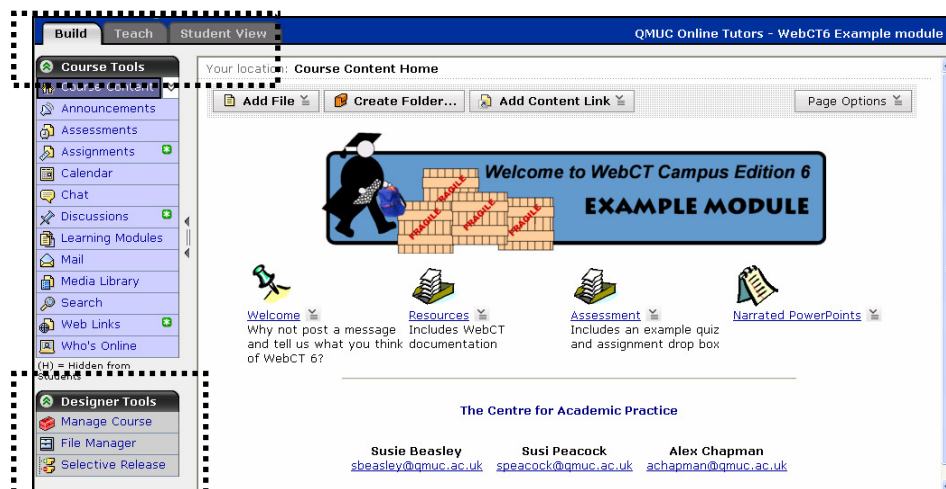 Build Teach Student View
QMUC Online Tutors - WebCT6 Example module
Course Tools
Course Content
Announcements
Assessments
Assignments
Calendar
Chat
Discussions
Learning Modules
Mail
Media Library
Search
Web Links
Who's Online
(H) = Hidden from
Students
Designer Tools
Manage Course
File Manager
Selective Release
Your location: Course Content Home
Add File Create Folder... Add Content Link Page Options
Welcome to WebCT Campus Edition 6
EXAMPLE MODULE
FRAGILE FRAGILE
FRAGILE FRAGILE FRAGILE
Welcome
Why not post a message
and tell us what you think
of WebCT 6?
Resources
Includes WebCT
documentation
Assessment
Includes an example quiz
and assignment drop box
Narrated PowerPoints
The Centre for Academic Practice
Susie Beasley Susi Peacock Alex Chapman
sbeasley@qmuc.ac.uk speacock@qmuc.ac.uk achapman@qmuc.ac.uk